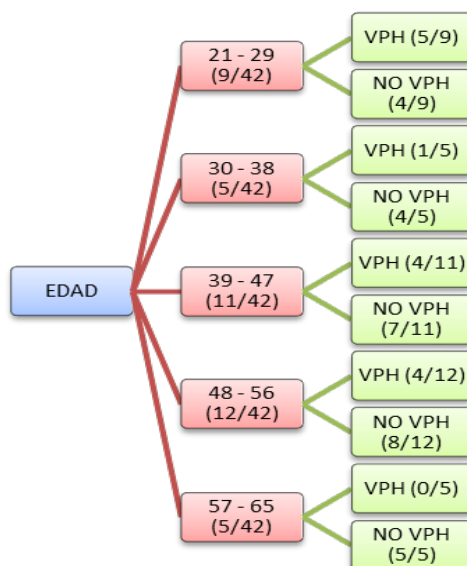 EDAD
21 - 29
(9/42)
VPH (5/9)
NO VPH
(4/9)
30 - 38
(5/42)
VPH (1/5)
NO VPH
(4/5)
39 - 47
(11/42)
VPH (4/11)
NO VPH
(7/11)
48 - 56
(12/42)
VPH (4/12)
NO VPH
(8/12)
57 - 65
(5/42)
VPH (0/5)
NO VPH
(5/5)